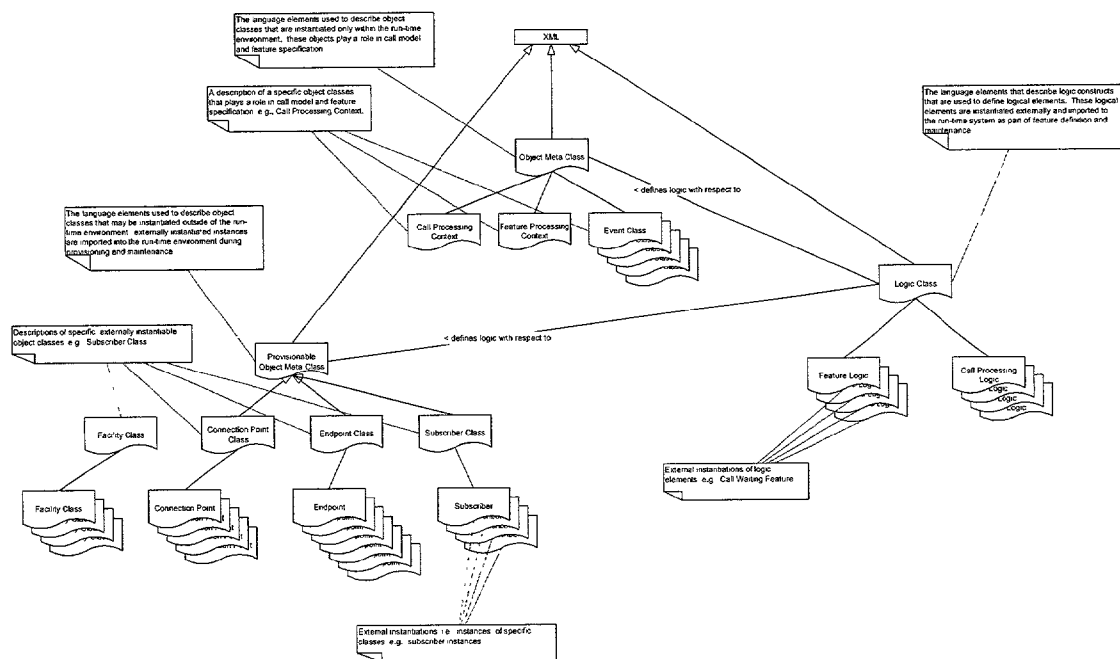 The language elements used to describe object
classes that are instantiated only within the run-time
environment, these objects play a role in call model
and feature specification
XML
A description of a specific object classes
that plays a role in call model and feature
specification e.g., Call Processing Context.
The language elements that describe logic constructs
that are used to define logical elements. These logical
elements are instantiated externally and imported to
the run-time system as part of feature definition and
maintenance
Object Meta Class
< defines logic with respect to
The language elements used to describe object
classes that may be instantiated outside of the run-
time environment externally instantiated instances
are imported into the run-time environment during
provisioning and maintenance
Call Processing
Context
Feature Processing
Context
Event Class
Logic Class
Descriptions of specific externally instantiable
object classes e.g. Subscriber Class
< defines logic with respect to
Provisionable
Object Meta Class
Feature Logic
Logic
Call Processing
Logic
Logic
Logic
Facility Class
Connection Point
Class
Endpoint Class
Subscriber Class
External instantiations of logic
elements e.g. Call Waiting Feature
Facility Class
Connection Point
Endpoint
Subscriber
External instantiations i.e. instances of specific
classes e.g. subscriber instances